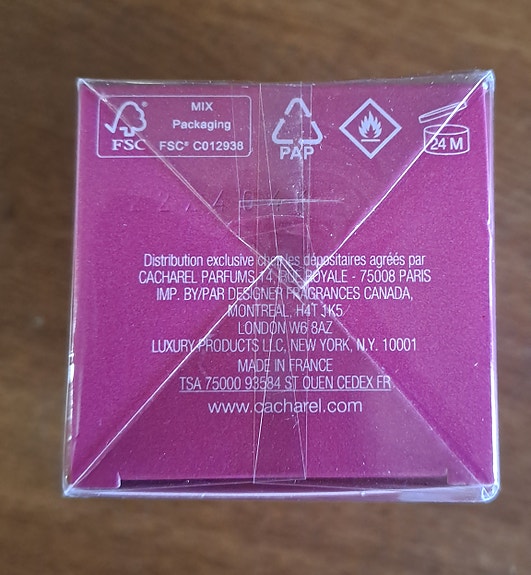 FSC
MIX
Packaging
FSC® C012938
PAP
24 M
Distribution exclusive chez les dépositaires agréés par
CACHAREL PARFUMS 14, RUE ROYALE - 75008 PARIS
IMP. BY/PAR DESIGNER FRAGRANCES CANADA,
MONTREAL, H4T 1K5
LONDON W6 8AZ
LUXURY PRODUCTS LLC, NEW YORK, N.Y. 10001
MADE IN FRANCE
TSA 75000 93584 ST OUEN CEDEX FR
www.cacharel.com